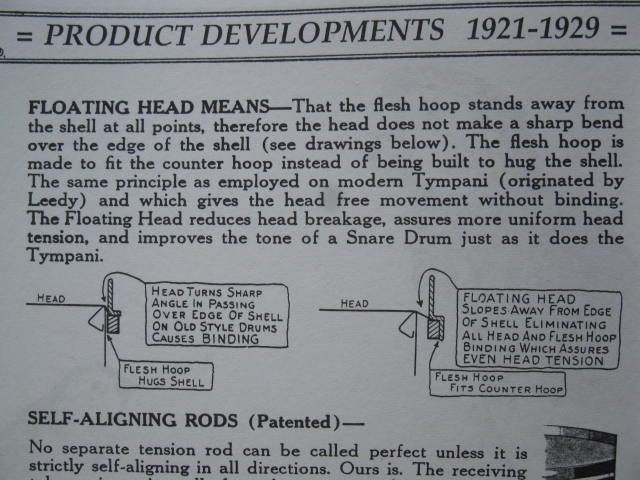 = PRODUCT DEVELOPMENTS 1921-1929 =
FLOATING HEAD MEANS—That the flesh hoop stands away from
the shell at all points, therefore the head does not make a sharp bend
over the edge of the shell (see drawings below). The flesh hoop is
made to fit the counter hoop instead of being built to hug the shell.
The same principle as employed on modern Tympani (originated by
Leedy) and which gives the head free movement without binding.
The Floating Head reduces head breakage, assures more uniform head
tension, and improves the tone of a Snare Drum just as it does the
Tympani.
HEAD
HEAD TURNS SHARP
ANGLE IN PASSING
OVER EDGE OF SHELL
ON OLD STYLE DRUMS
CAUSES BINDING
FLESH HOOP
HUGS SHELL
HEAD
FLOATING HEAD
SLOPES AWAY FROM EDGE
OF SHELL ELIMINATING
ALL HEAD AND FLESH HOOP
BINDING WHICH ASSURES
EVEN HEAD TENSION
FLESH HOOP
FITS COUNTER HOOP
SELF-ALIGNING RODS (Patented)—
No separate tension rod can be called perfect unless it is
strictly self-aligning in all directions. Ours is. The receiving